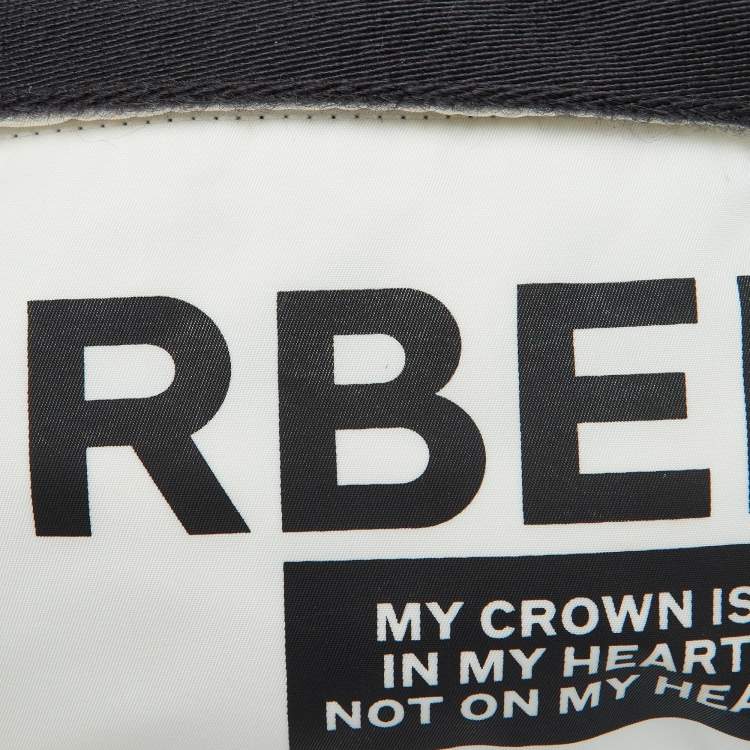 RBE
MY CROWN IS
IN MY HEART
NOT ON MY HEA